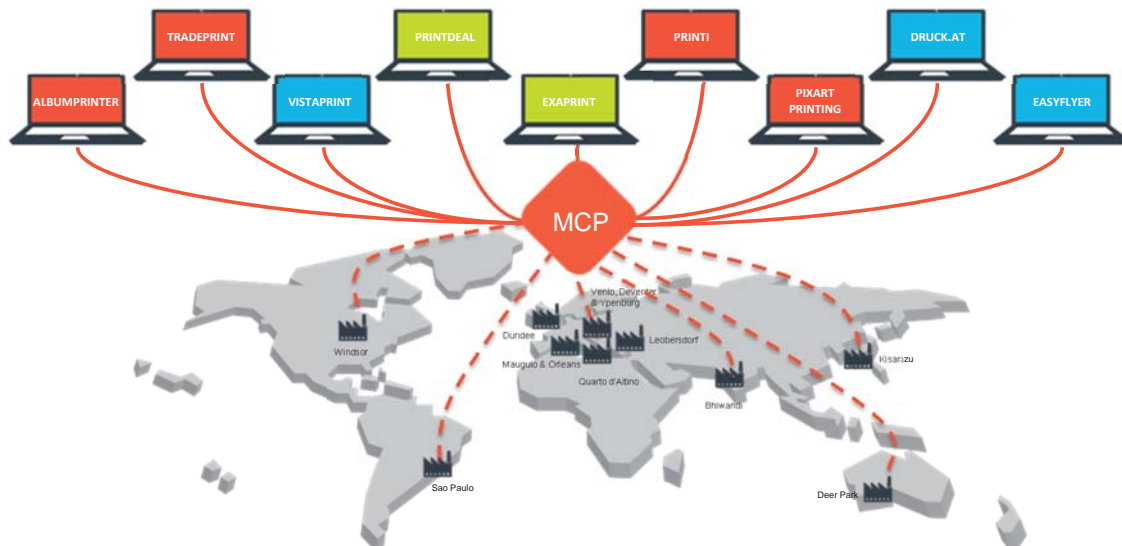 TRADEPRINT
PRINTDEAL
PRINTI
DRUCK.AT
ALBUMPRINTER
VISTAPRINT
EXAPRINT
PIXART
PRINTING
EASYFLYER
MCP
Venlo, Deventer
& Ypenburg
Dundee
Leobersdorf
Windsor
Mauguio & Orleans
Kisarazu
Quarto d'Altino
Bhiwandi
Sao Paulo
Deer Park